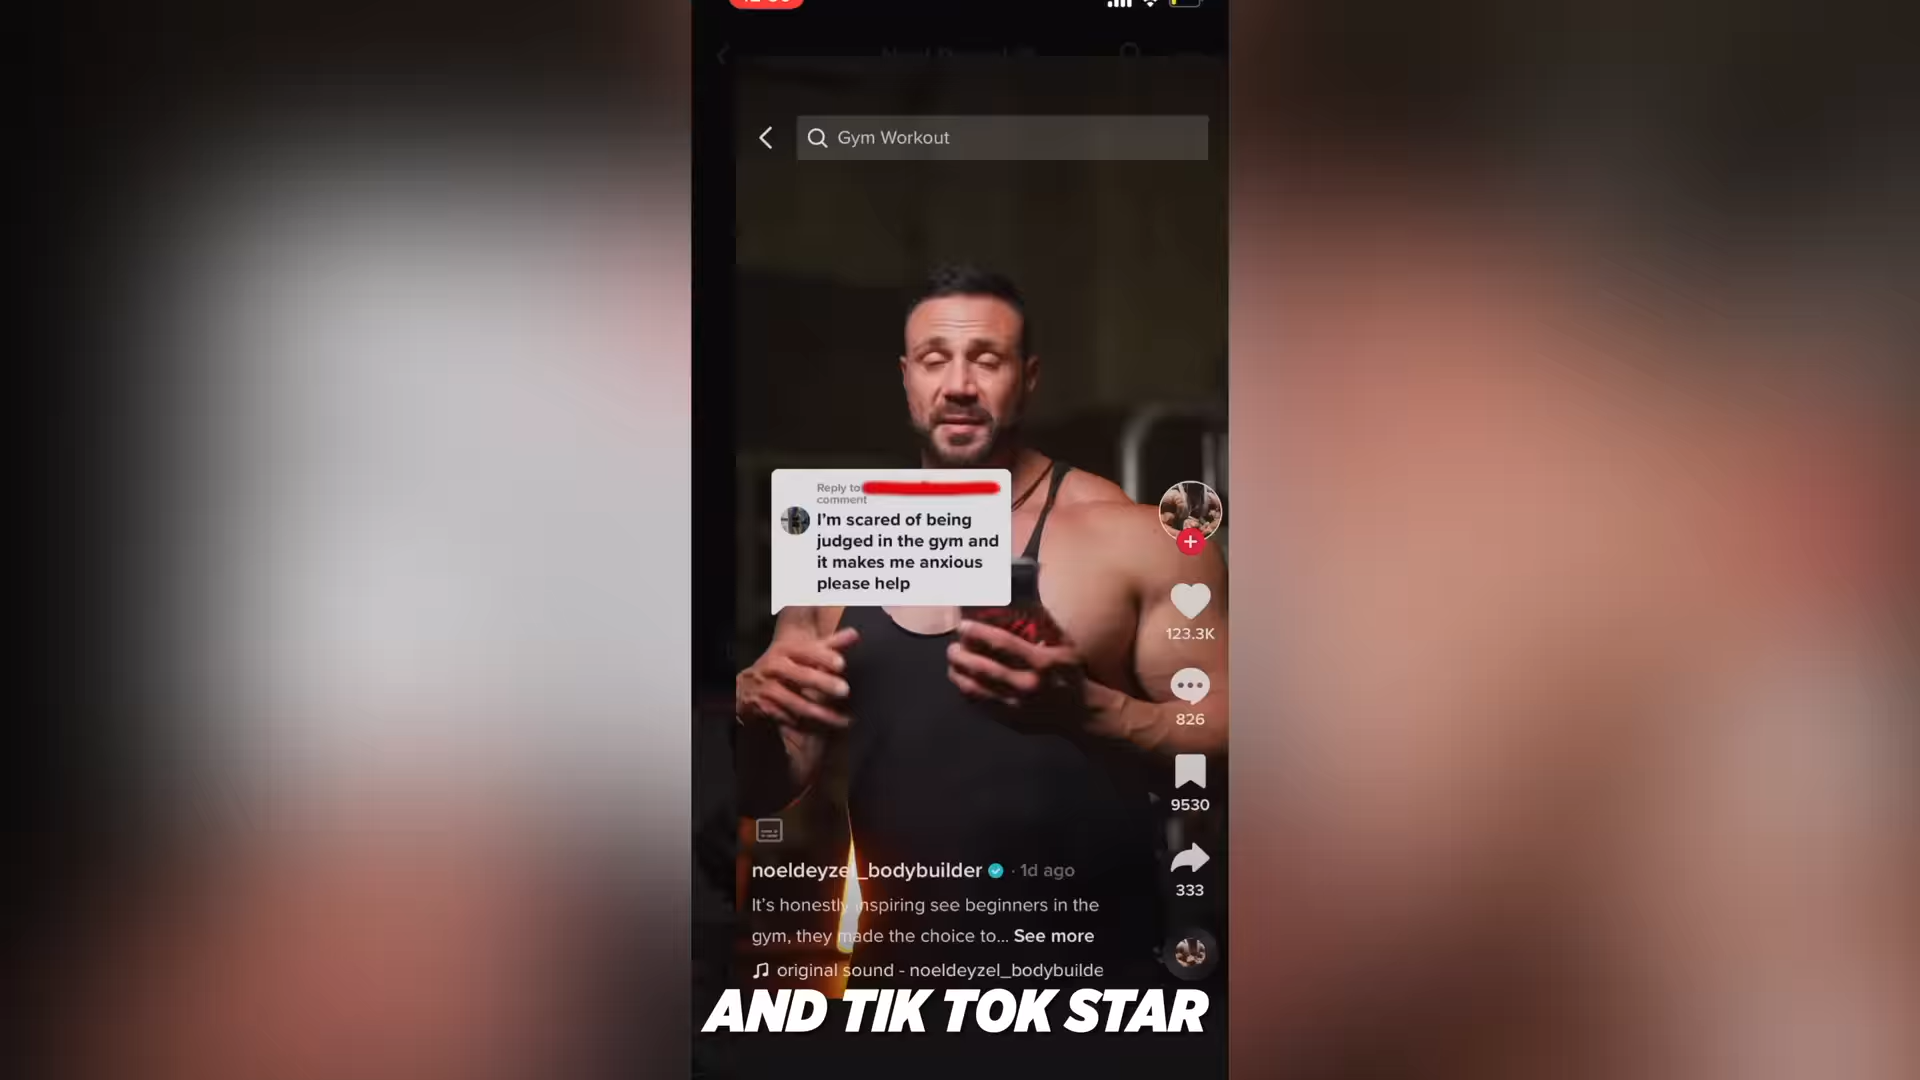 Gym Workout
Reply to
comment
I'm scared of being
judged in the gym and
it makes me anxious
please help
123.3K
826
9530
333
noeldeyzel_bodybuilder · 1d ago
It's honestly inspiring see beginners in the
gym, they made the choice to... See more
original sound - noeldeyzel_bodybuilde
AND TIK TOK STAR